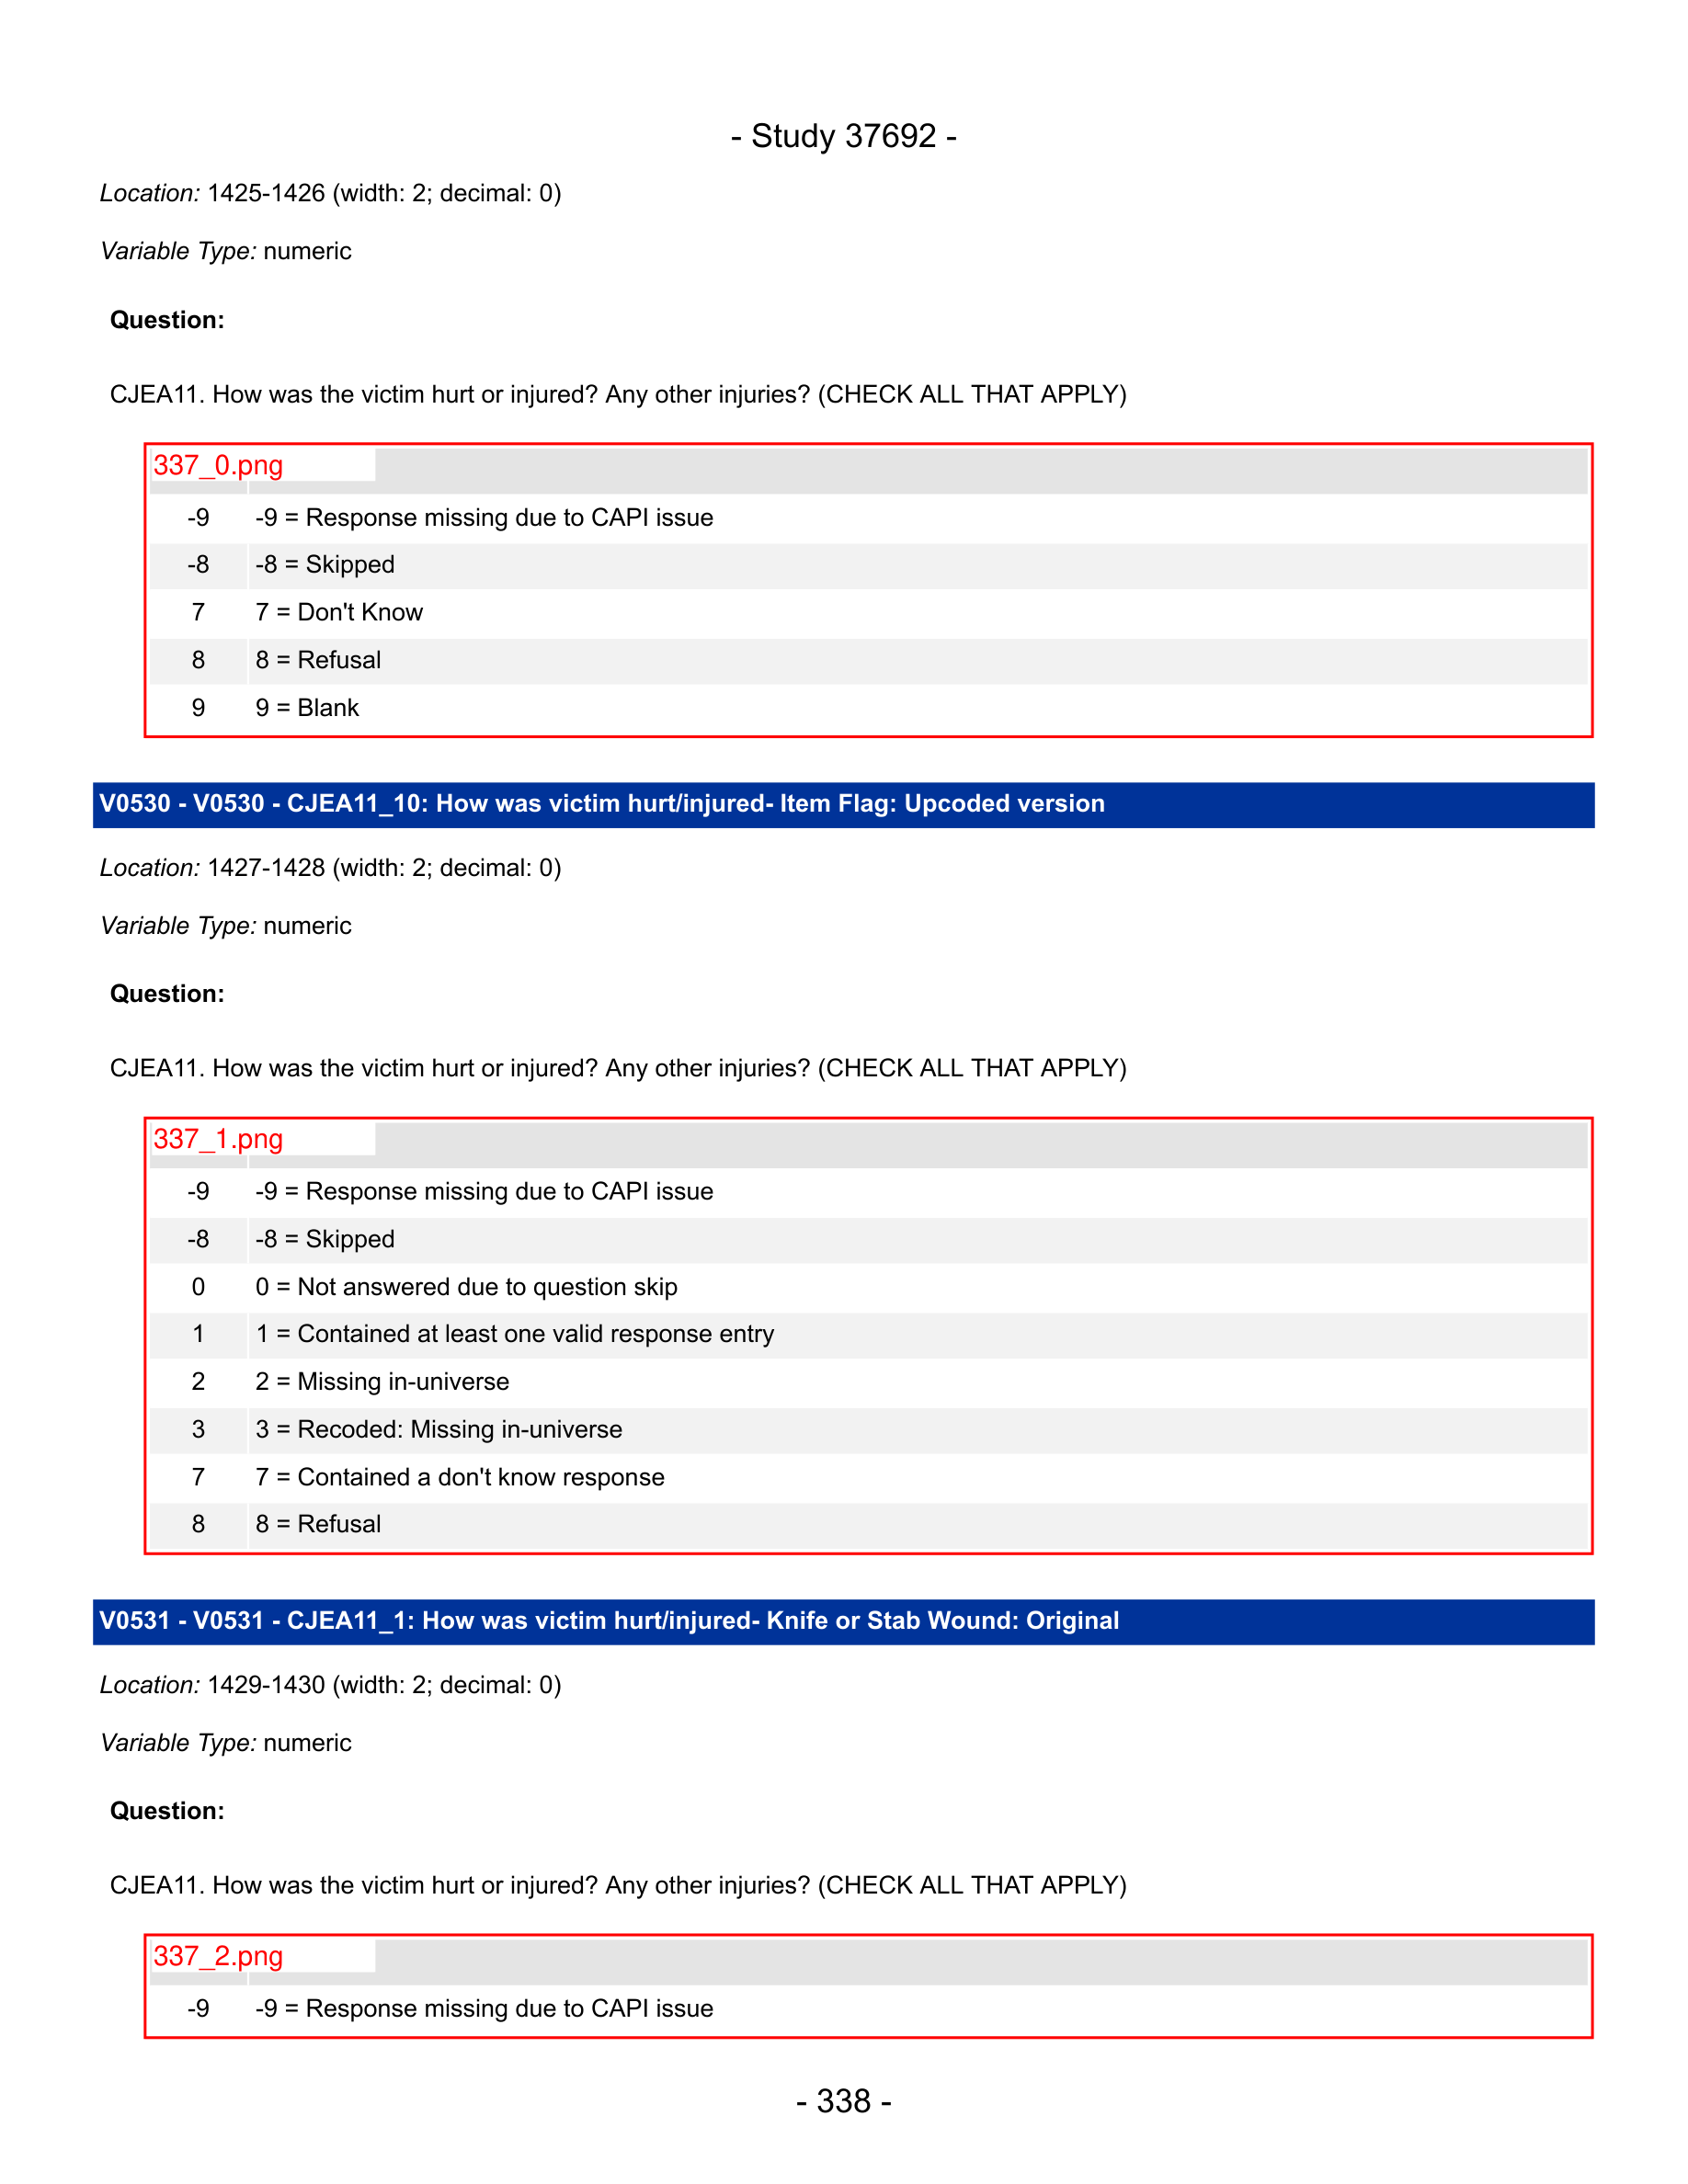 - Study 37692 -
Location: 1425-1426 (width: 2; decimal: 0)
Variable Type: numeric
Question:
CJEA11. How was the victim hurt or injured? Any other injuries? (CHECK ALL THAT APPLY)
337_0.png
-9 -9 = Response missing due to CAPI issue
-8 -8 = Skipped
7 7 = Don't Know
8 8 = Refusal
9 9 = Blank
V0530 - V0530 - CJEA11_10: How was victim hurt/injured- Item Flag: Upcoded version
Location: 1427-1428 (width: 2; decimal: 0)
Variable Type: numeric
Question:
CJEA11. How was the victim hurt or injured? Any other injuries? (CHECK ALL THAT APPLY)
337_1.png
-9 -9 = Response missing due to CAPI issue
-8 -8 = Skipped
0 0 = Not answered due to question skip
1 1 = Contained at least one valid response entry
2 2 = Missing in-universe
3 3 = Recoded: Missing in-universe
7 7 = Contained a don't know response
8 8 = Refusal
V0531 - V0531 - CJEA11_1: How was victim hurt/injured- Knife or Stab Wound: Original
Location: 1429-1430 (width: 2; decimal: 0)
Variable Type: numeric
Question:
CJEA11. How was the victim hurt or injured? Any other injuries? (CHECK ALL THAT APPLY)
337_2.png
-9 -9 = Response missing due to CAPI issue
- 338 -